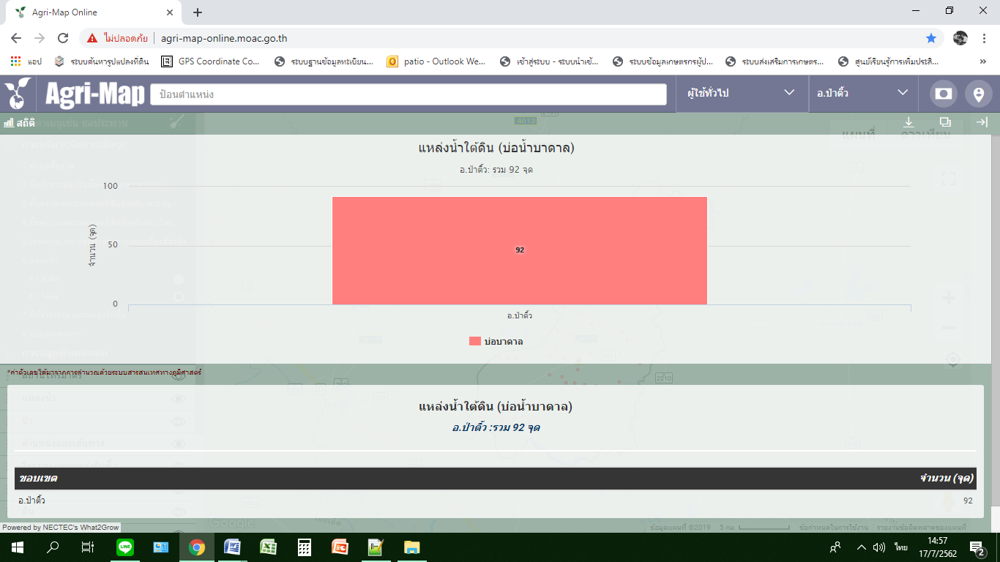 Agri-Map Online
ไม่ปลอดภัย agri-map-online.moac.go.th
แอป ระบบค้นหารูปแปลงที่ดิน GPS Coordinate Co... ระบบฐานข้อมูลทะเบียน... patio - Outlook We... เข้าสู่ระบบ - ระบบนำเข้... ระบบข้อมูลเกษตรกรผู้ป... ระบบส่งเสริมการเกษตร... ศูนย์เรียนรู้การเพิ่มประสิ... »
Agri-Map ป้อนตำแหน่ง ผู้ใช้ทั่วไป อ.ป่าติ้ว
สถิติ
แหล่งน้ำใต้ดิน (บ่อน้ำบาดาล)
อ.ป่าติ้ว: รวม 92 จุด
จำนวน (จุด)
100
50
0
92
อ.ป่าติ้ว
บ่อบาดาล
*ค่าตัวเลขได้มาจากการคำนวณด้วยระบบสารสนเทศทางภูมิศาสตร์
2210
แหล่งน้ำใต้ดิน (บ่อน้ำบาดาล)
อ.ป่าติ้ว :รวม 92 จุด
ขอบเขต จำนวน (จุด)
อ.ป่าติ้ว 92
Powered by NECTEC's What2Grow Google ข้อมูลแผนที่ ©2019 5 กม. ข้อกำหนดในการใช้งาน รายงานข้อผิดพลาดของแผนที่
ไทย 14:57
17/7/2562 2